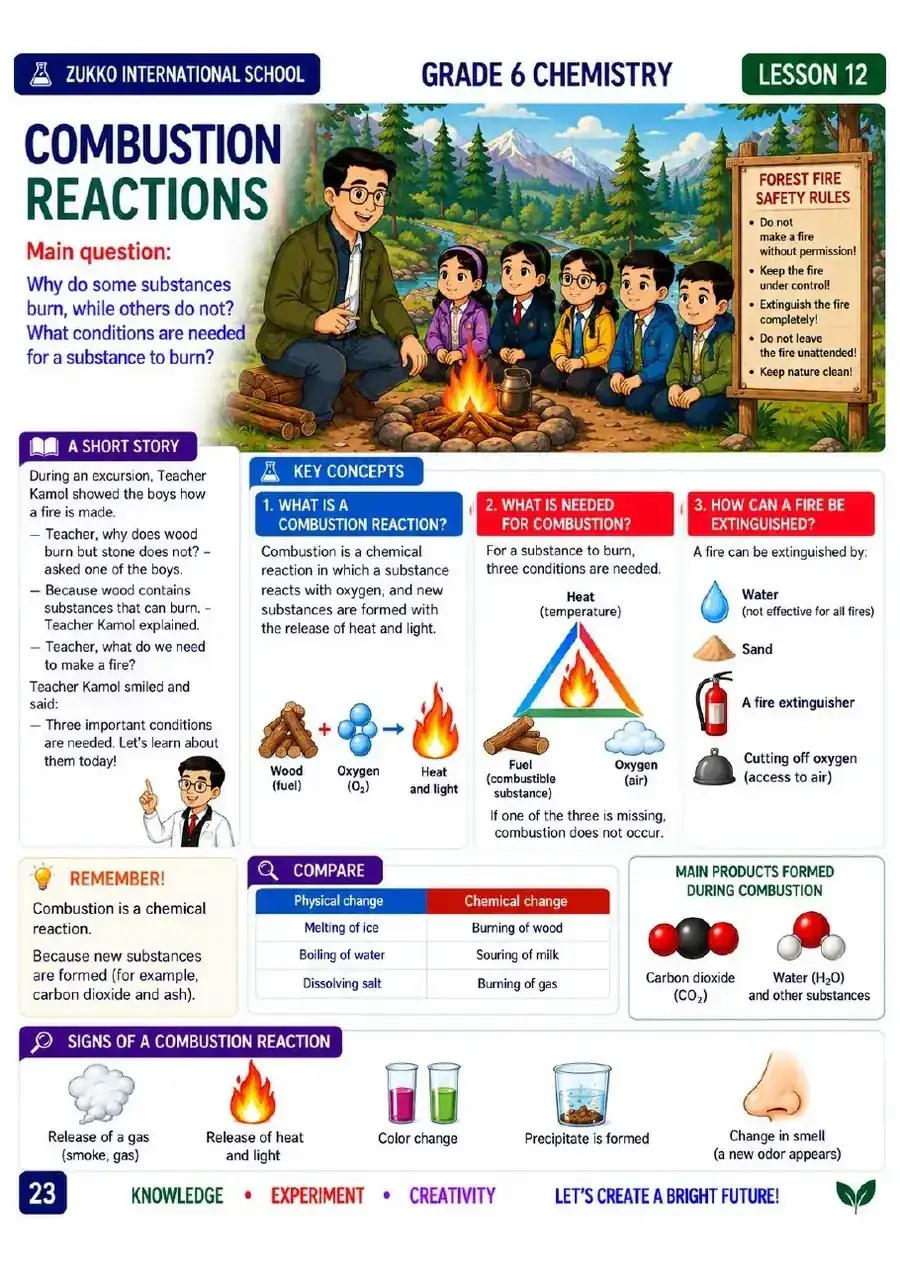 ZUKKO INTERNATIONAL SCHOOL
GRADE 6 CHEMISTRY
LESSON 12
COMBUSTION
REACTIONS
Main question:
Why do some substances
burn, while others do not?
What conditions are needed
for a substance to burn?
FOREST FIRE
SAFETY RULES
• Do not
make a fire
without permission!
• Keep the fire
under control!
• Extinguish the fire
completely!
• Do not leave
the fire unattended!
• Keep nature clean!
A SHORT STORY
During an excursion, Teacher
Kamol showed the boys how
a fire is made.
— Teacher, why does wood
burn but stone does not? –
asked one of the boys.
— Because wood contains
substances that can burn. –
Teacher Kamol explained.
— Teacher, what do we need
to make a fire?
Teacher Kamol smiled and
said:
— Three important conditions
are needed. Let's learn about
them today!
KEY CONCEPTS
1. WHAT IS A
COMBUSTION REACTION?
Combustion is a chemical
reaction in which a substance
reacts with oxygen, and new
substances are formed with
the release of heat and light.
+
Wood
(fuel)
Oxygen
(O₂)
Heat
and light
2. WHAT IS NEEDED
FOR COMBUSTION?
For a substance to burn,
three conditions are needed.
Heat
(temperature)
Fuel
(combustible
substance)
Oxygen
(air)
If one of the three is missing,
combustion does not occur.
3. HOW CAN A FIRE BE
EXTINGUISHED?
A fire can be extinguished by:
Water
(not effective for all fires)
Sand
A fire extinguisher
Cutting off oxygen
(access to air)
REMEMBER!
Combustion is a chemical
reaction.
Because new substances
are formed (for example,
carbon dioxide and ash).
COMPARE
Physical change
Chemical change
Melting of ice
Burning of wood
Boiling of water
Souring of milk
Dissolving salt
Burning of gas
MAIN PRODUCTS FORMED
DURING COMBUSTION
Carbon dioxide
(CO₂)
Water (H₂O)
and other substances
SIGNS OF A COMBUSTION REACTION
Release of a gas
(smoke, gas)
Release of heat
and light
Color change
Precipitate is formed
Change in smell
(a new odor appears)
23
KNOWLEDGE • EXPERIMENT • CREATIVITY
LET'S CREATE A BRIGHT FUTURE!